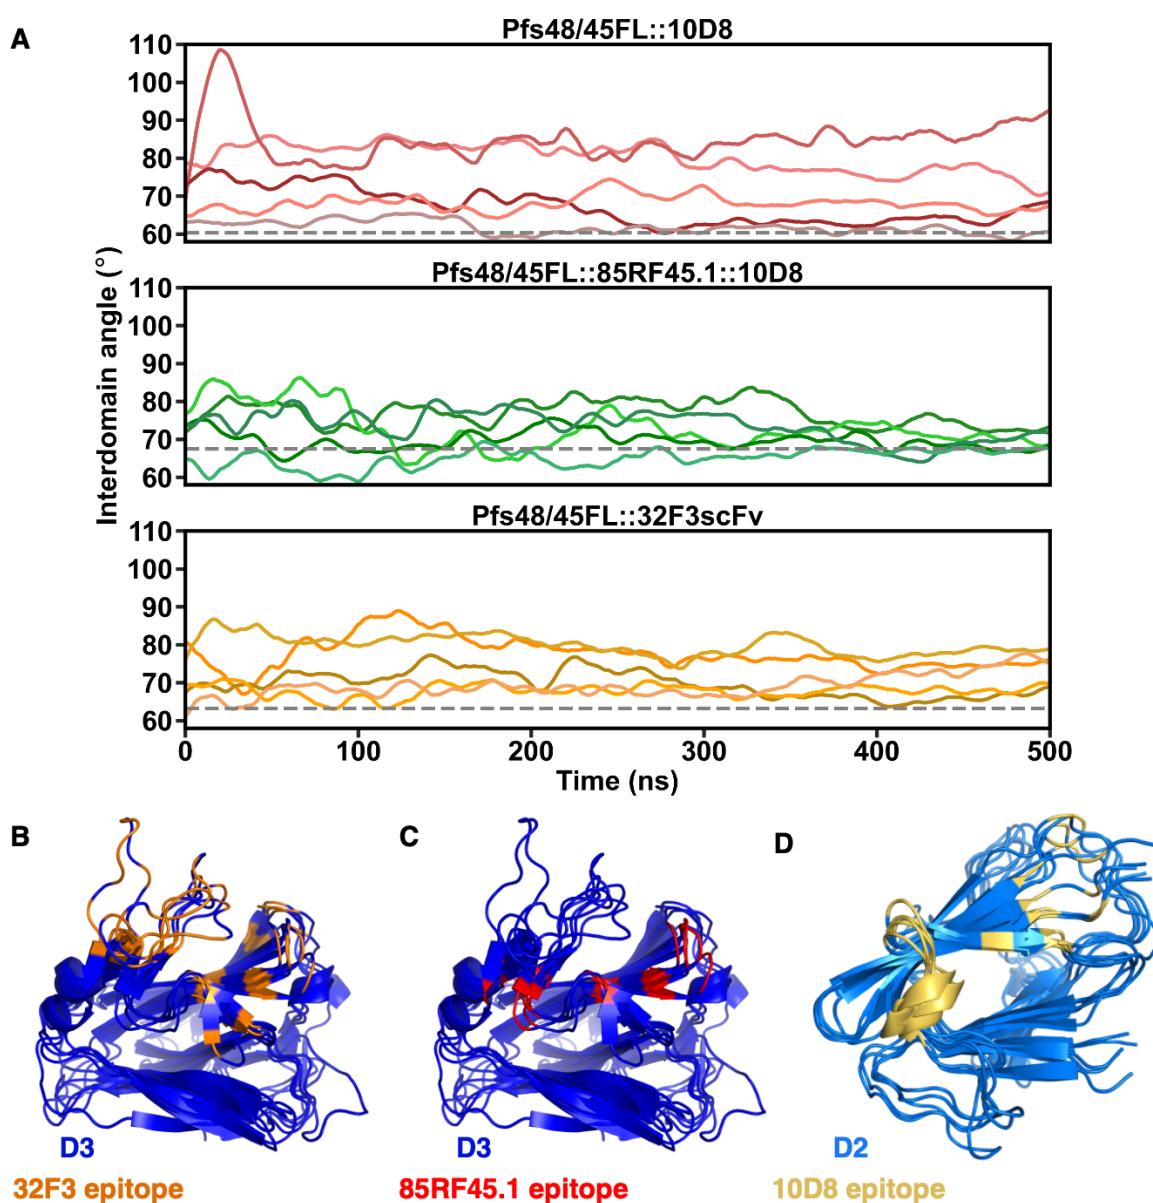 A
Pfs48/45FL::10D8
110
100
90
80
70
60
Pfs48/45FL::85RF45.1::10D8
110
100
90
80
70
60
Interdomain angle (°)
Pfs48/45FL::32F3scFv
110
100
90
80
70
60
0 100 200 300 400 500
Time (ns)
B C D
D3 D3 D2
32F3 epitope 85RF45.1 epitope 10D8 epitope